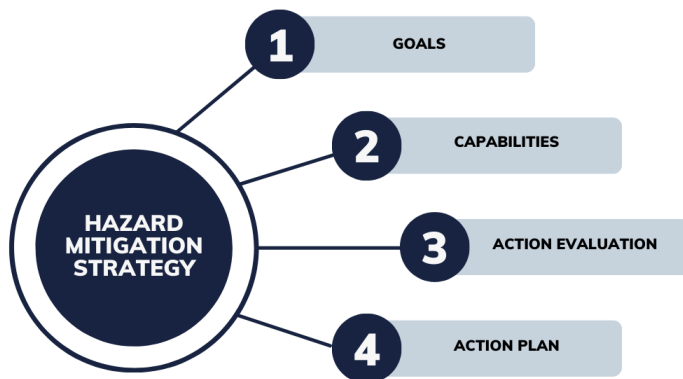 1
GOALS
2
CAPABILITIES
HAZARD
MITIGATION
STRATEGY
3
ACTION EVALUATION
4
ACTION PLAN